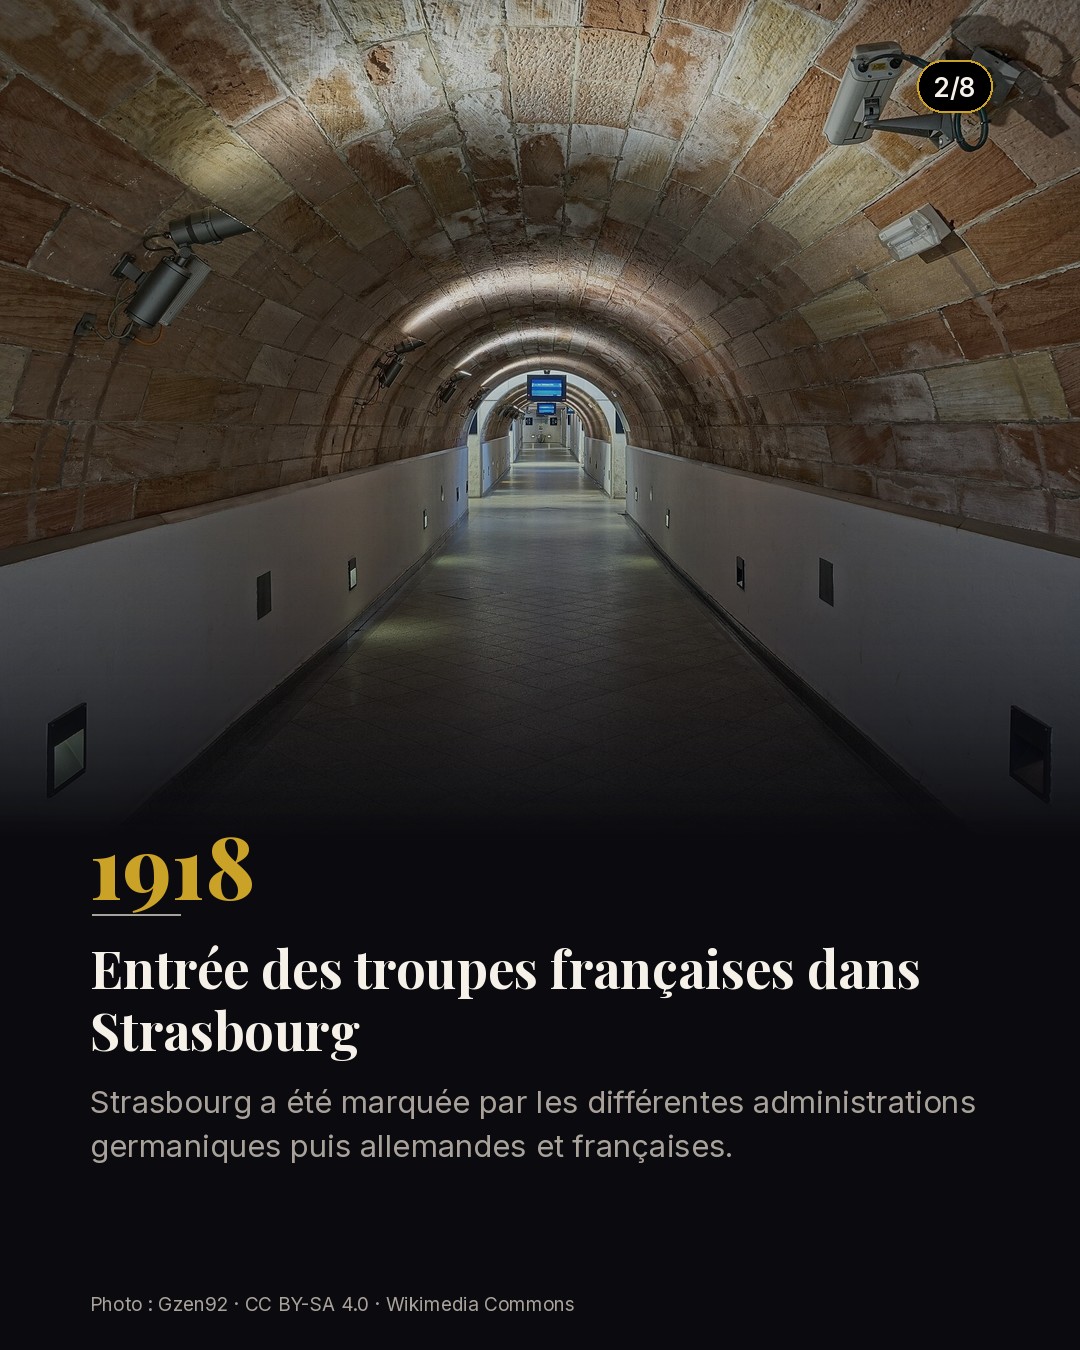 2/8
1918
Entrée des troupes françaises dans
Strasbourg
Strasbourg a été marquée par les différentes administrations
germaniques puis allemandes et françaises.
Photo : Gzen92 · CC BY-SA 4.0 · Wikimedia Commons